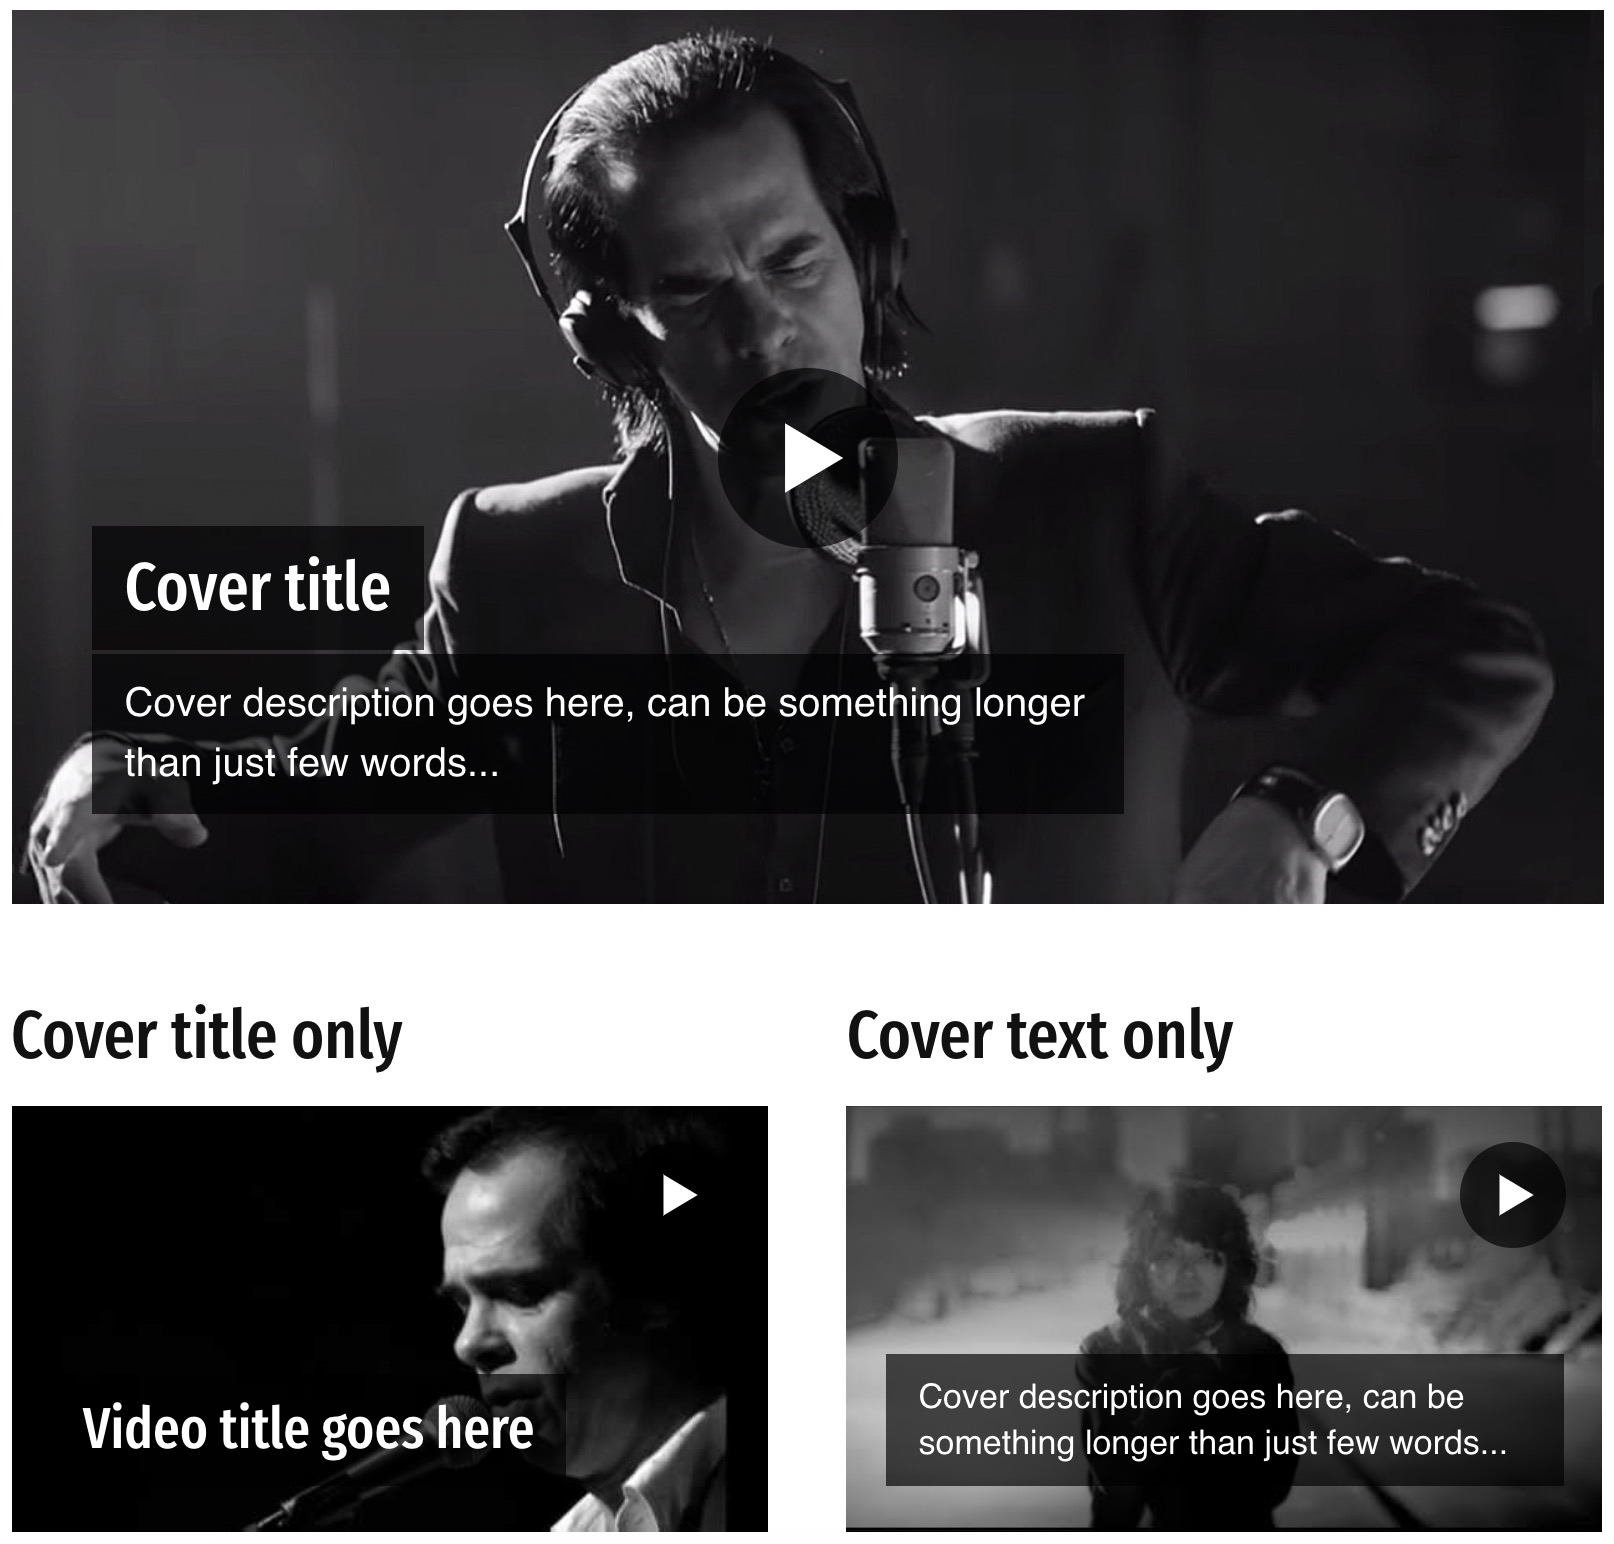 Cover title
Cover description goes here, can be something longer
than just few words...
Cover title only
Cover text only
Video title goes here
Cover description goes here, can be
something longer than just few words...